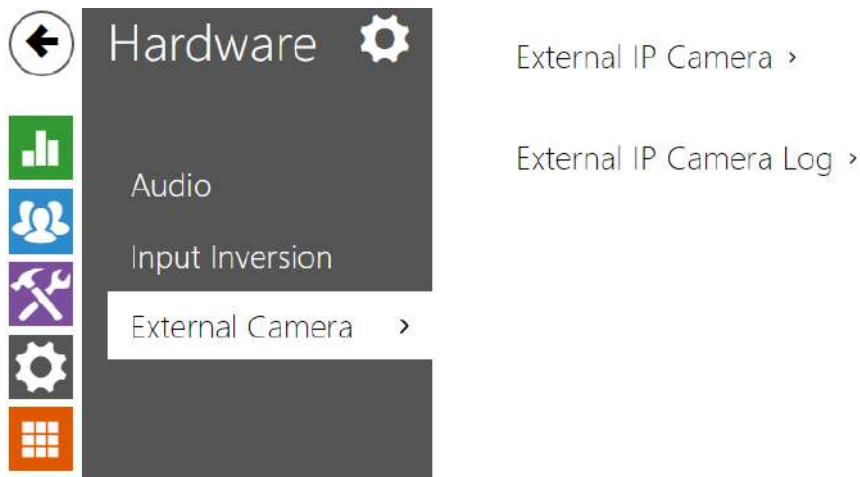 Hardware
Audio
Input Inversion
External Camera >
External IP Camera >
External IP Camera Log >